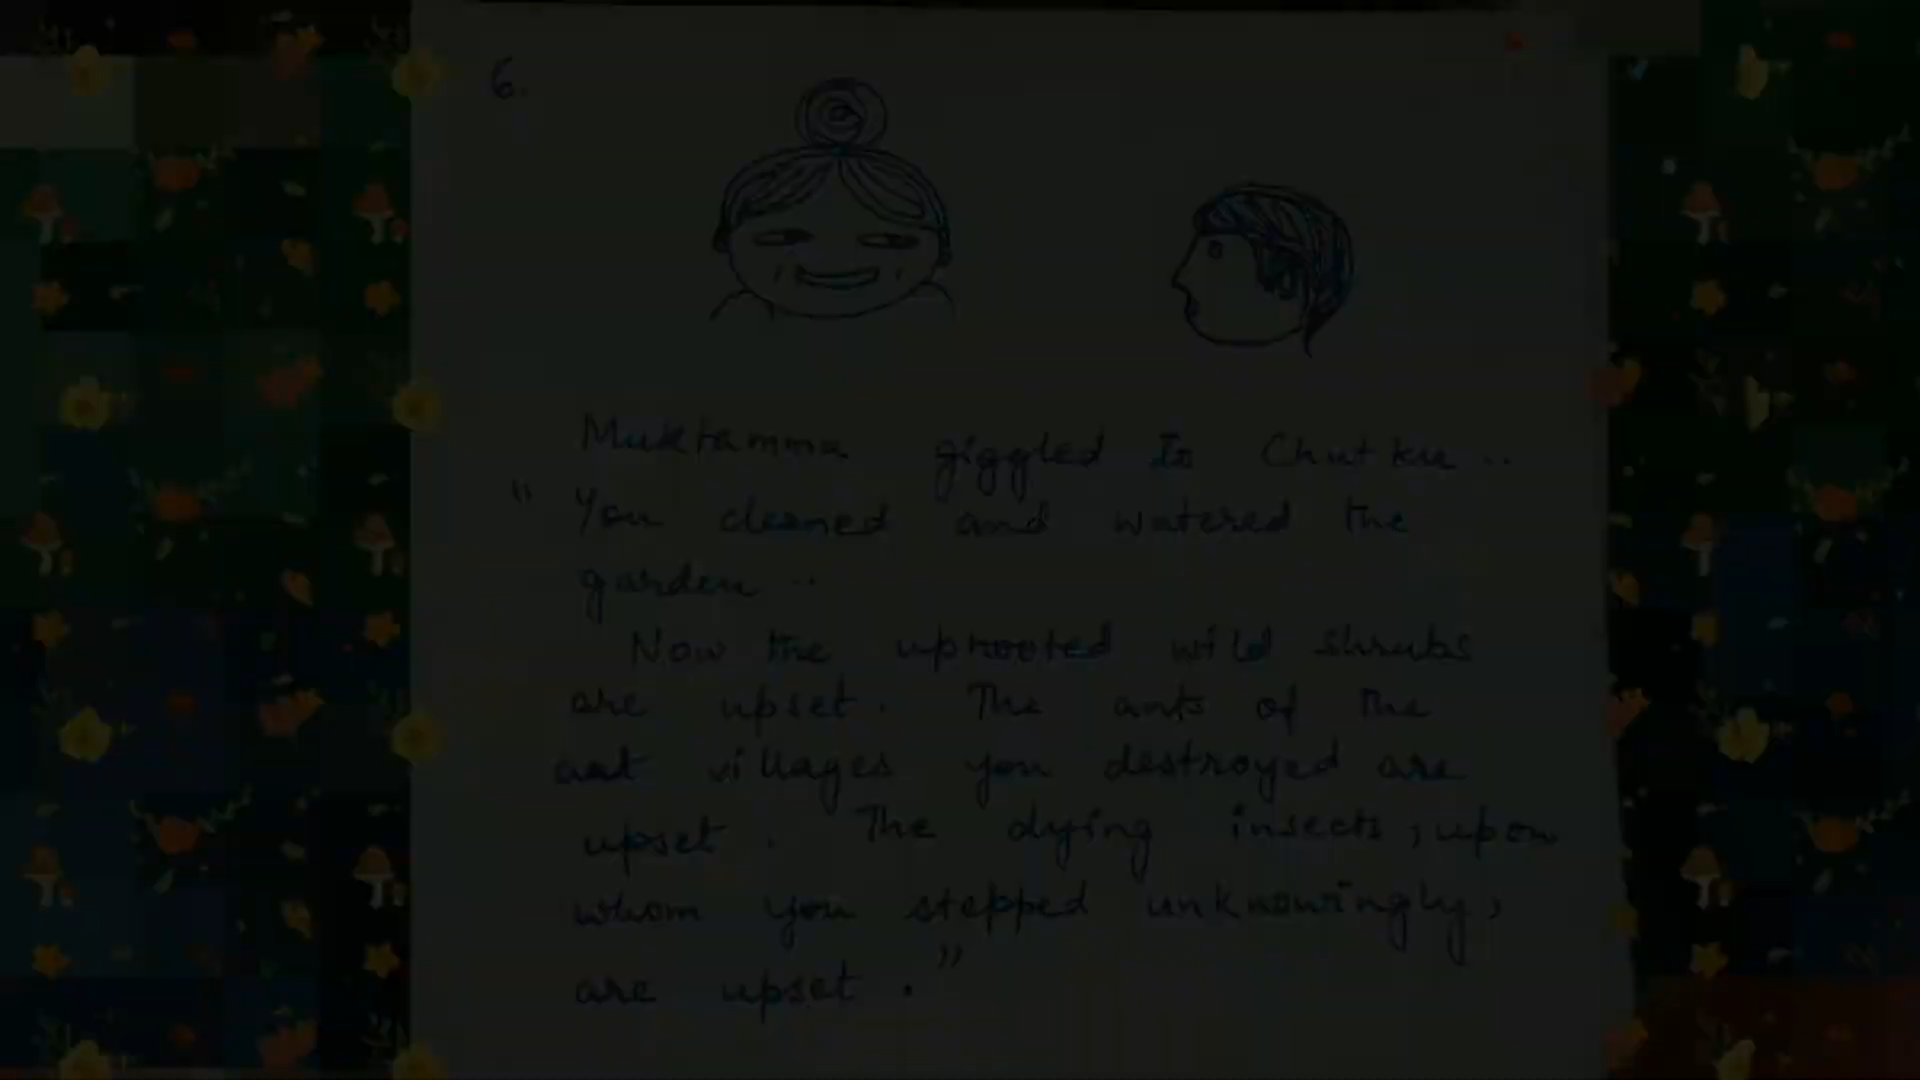 6.
Muktamma giggled to Chutku..
" You cleaned and watered the
garden ..
Now the uprooted wild shrubs
are upset. The ants of the
ant villages you destroyed are
upset. The dying insects, upon
whom you stepped unknowingly,
are upset."